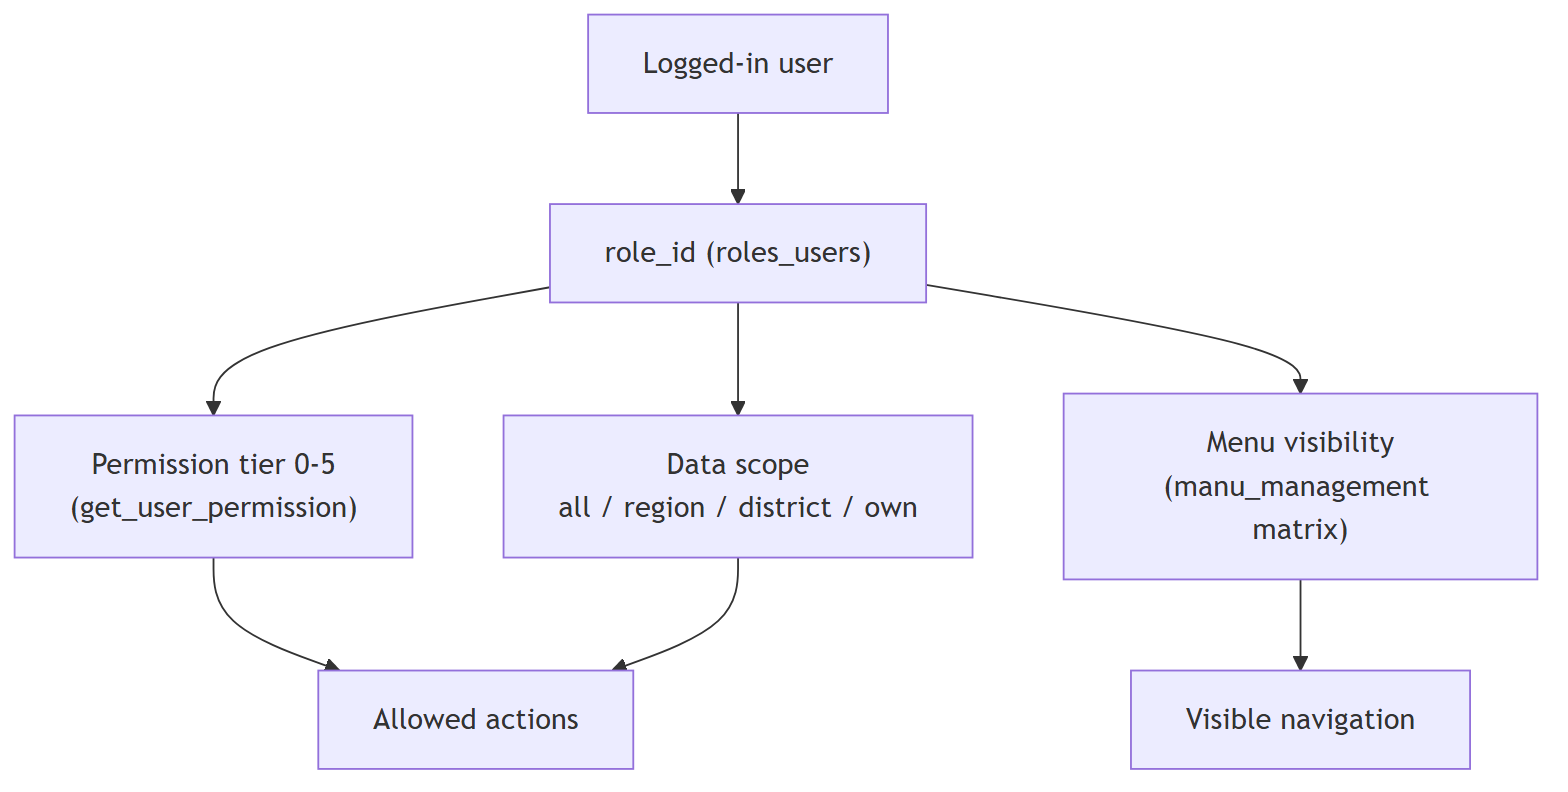 Logged-in user
role_id (roles_users)
Permission tier 0-5
(get_user_permission)
Data scope
all / region / district / own
Menu visibility
(manu_management
matrix)
Allowed actions
Visible navigation